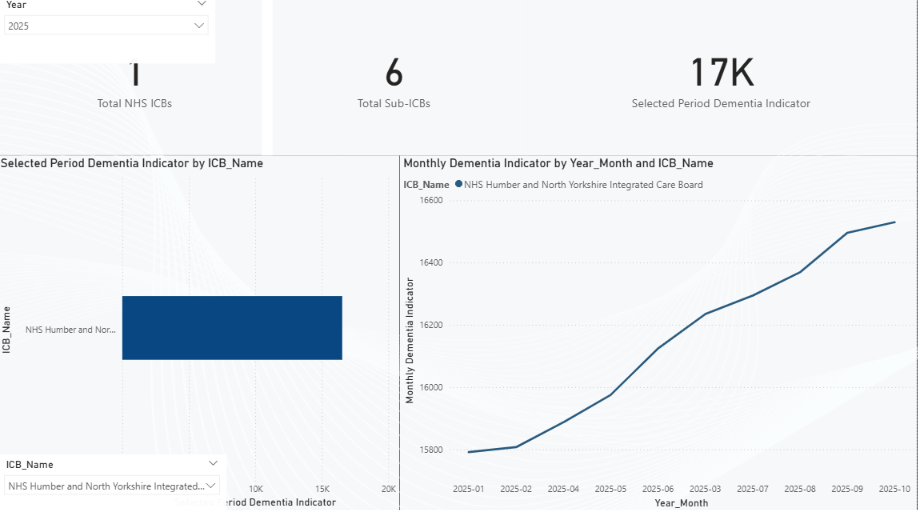 Year
2025
1
Total NHS ICBs
6
Total Sub-ICBs
17K
Selected Period Dementia Indicator
Selected Period Dementia Indicator by ICB_Name
ICB_Name
NHS Humber and Nor...
10K 15K 20K
eriod Dementia Indicator
ICB_Name
NHS Humber and North Yorkshire Integrated...
Monthly Dementia Indicator by Year_Month and ICB_Name
ICB_Name NHS Humber and North Yorkshire Integrated Care Board
Monthly Dementia Indicator
16600
16400
16200
16000
15800
2025-01 2025-02 2025-04 2025-05 2025-06 2025-03 2025-07 2025-08 2025-09 2025-10
Year_Month